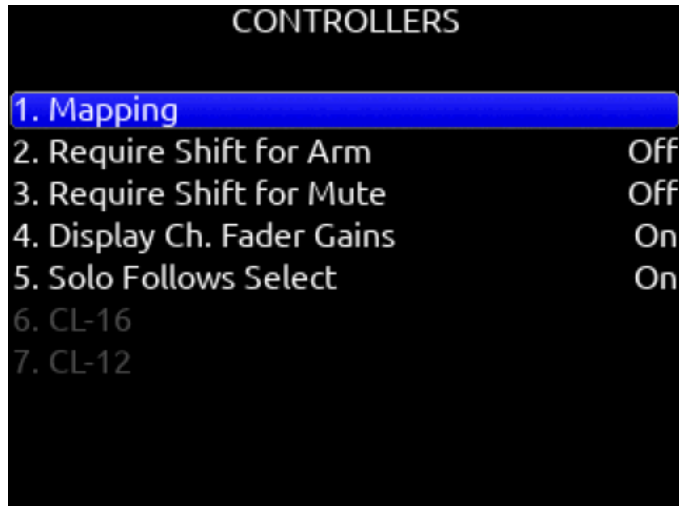 CONTROLLERS
1. Mapping
2. Require Shift for Arm Off
3. Require Shift for Mute Off
4. Display Ch. Fader Gains On
5. Solo Follows Select On
6. CL-16
7. CL-12